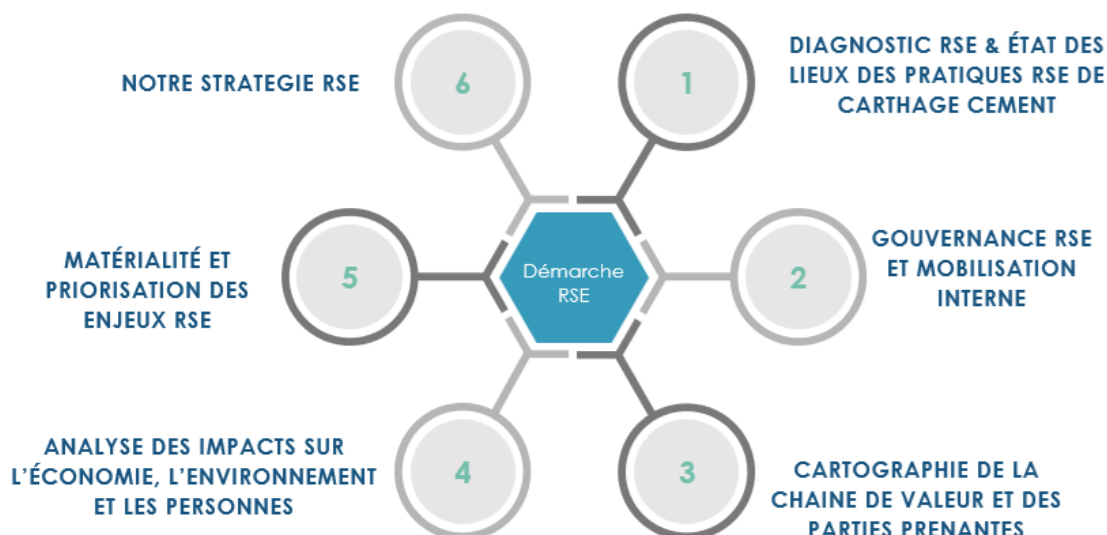 1
DIAGNOSTIC RSE & ÉTAT DES
LIEUX DES PRATIQUES RSE DE
CARTHAGE CEMENT
2
GOUVERNANCE RSE
ET MOBILISATION
INTERNE
3
CARTOGRAPHIE DE LA
CHAINE DE VALEUR ET DES
PARTIES PRENANTES
4
ANALYSE DES IMPACTS SUR
L'ÉCONOMIE, L'ENVIRONNEMENT
ET LES PERSONNES
5
MATÉRIALITÉ ET
PRIORISATION DES
ENJEUX RSE
6
NOTRE STRATEGIE RSE
Démarche
RSE